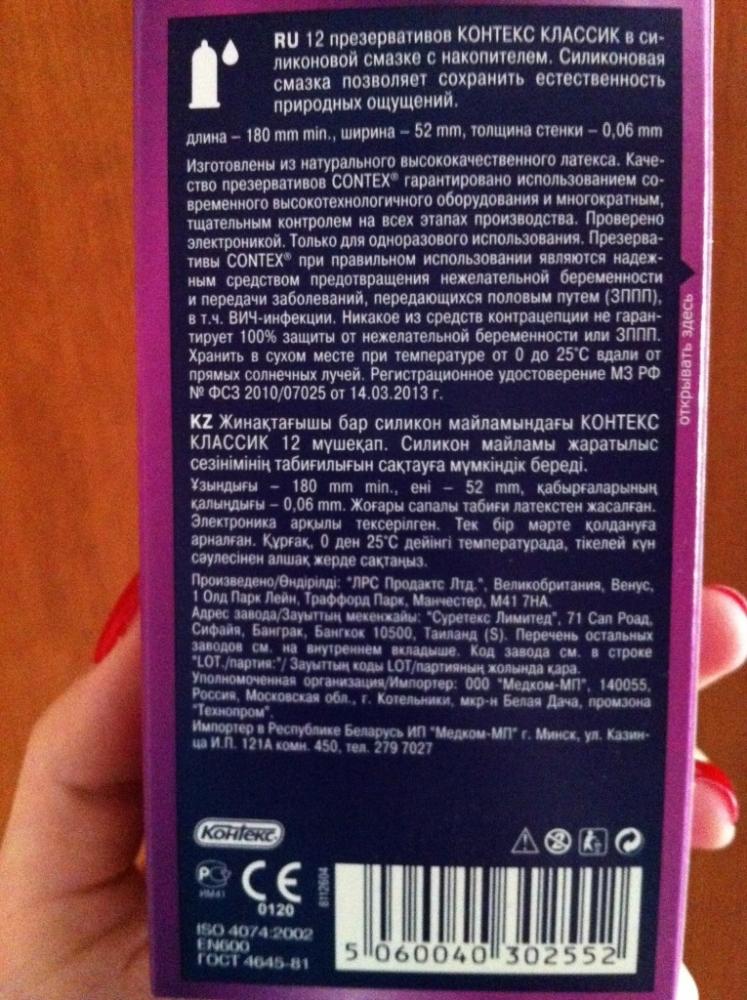 RU 12 презервативов КОНТЕКС КЛАССИК в си-
ликоновой смазке с накопителем. Силиконовая
смазка позволяет сохранить естественность
природных ощущений.
длина – 180 mm min., ширина – 52 mm, толщина стенки – 0,06 mm
Изготовлены из натурального высококачественного латекса. Каче-
ство презервативов CONTEX® гарантировано использованием со-
временного высокотехнологичного оборудования и многократным,
тщательным контролем на всех этапах производства. Проверено
электроникой. Только для одноразового использования. Презерва-
тивы CONTEX® при правильном использовании являются надеж-
ным средством предотвращения нежелательной беременности
и передачи заболеваний, передающихся половым путем (ЗППП),
в т.ч. ВИЧ-инфекции. Никакое из средств контрацепции не гаран-
тирует 100% защиты от нежелательной беременности или ЗППП.
Хранить в сухом месте при температуре от 0 до 25°C вдали от
прямых солнечных лучей. Регистрационное удостоверение МЗ РФ
№ ФСЗ 2010/07025 от 14.03.2013 г.
открывать здесь
KZ Жинақтағышы бар силикон майламындағы КОНТЕКС
КЛАССИК 12 мүшеқап. Силикон майламы жаратылыс
сезінімінің табиғилығын сақтауға мүмкіндік береді.
Ұзындығы – 180 mm min., ені – 52 mm, қабырғаларының
қалыңдығы – 0,06 mm. Жоғары сапалы табиғи латекстен жасалған.
Электроника арқылы тексерілген. Тек бір мәрте қолдануға
арналған. Құрғақ, 0 ден 25°C дейінгі температурада, тікелей күн
сәулесінен алшақ жерде сақтаңыз.
Произведено/Өндірілді: "ЛРС Продактс Лтд.", Великобритания, Венус,
1 Олд Парк Лейн, Траффорд Парк, Манчестер, М41 7НА.
Адрес завода/Зауыттың мекенжайы: "Суретекс Лимитед", 71 Сап Роад,
Сифайя, Банграк, Бангкок 10500, Таиланд (S). Перечень остальных
заводов см. на внутреннем вкладыше. Код завода см. в строке
"LOT./партия:"/ Зауыттың коды LOT/партияның жолында қара.
Уполномоченная организация/Импортер: ООО "Медком-МП", 140055,
Россия, Московская обл., г. Котельники, мкр-н Белая Дача, промзона
"Технопром".
Импортер в Республике Беларусь ИП "Медком-МП" г. Минск, ул. Казин-
ца И.П. 121А комн. 450, тел. 279 7027
Контекс
ИМ41
CE
0120
8112604
ISO 4074:2002
EN600
ГОСТ 4645-81
5 060040 302552